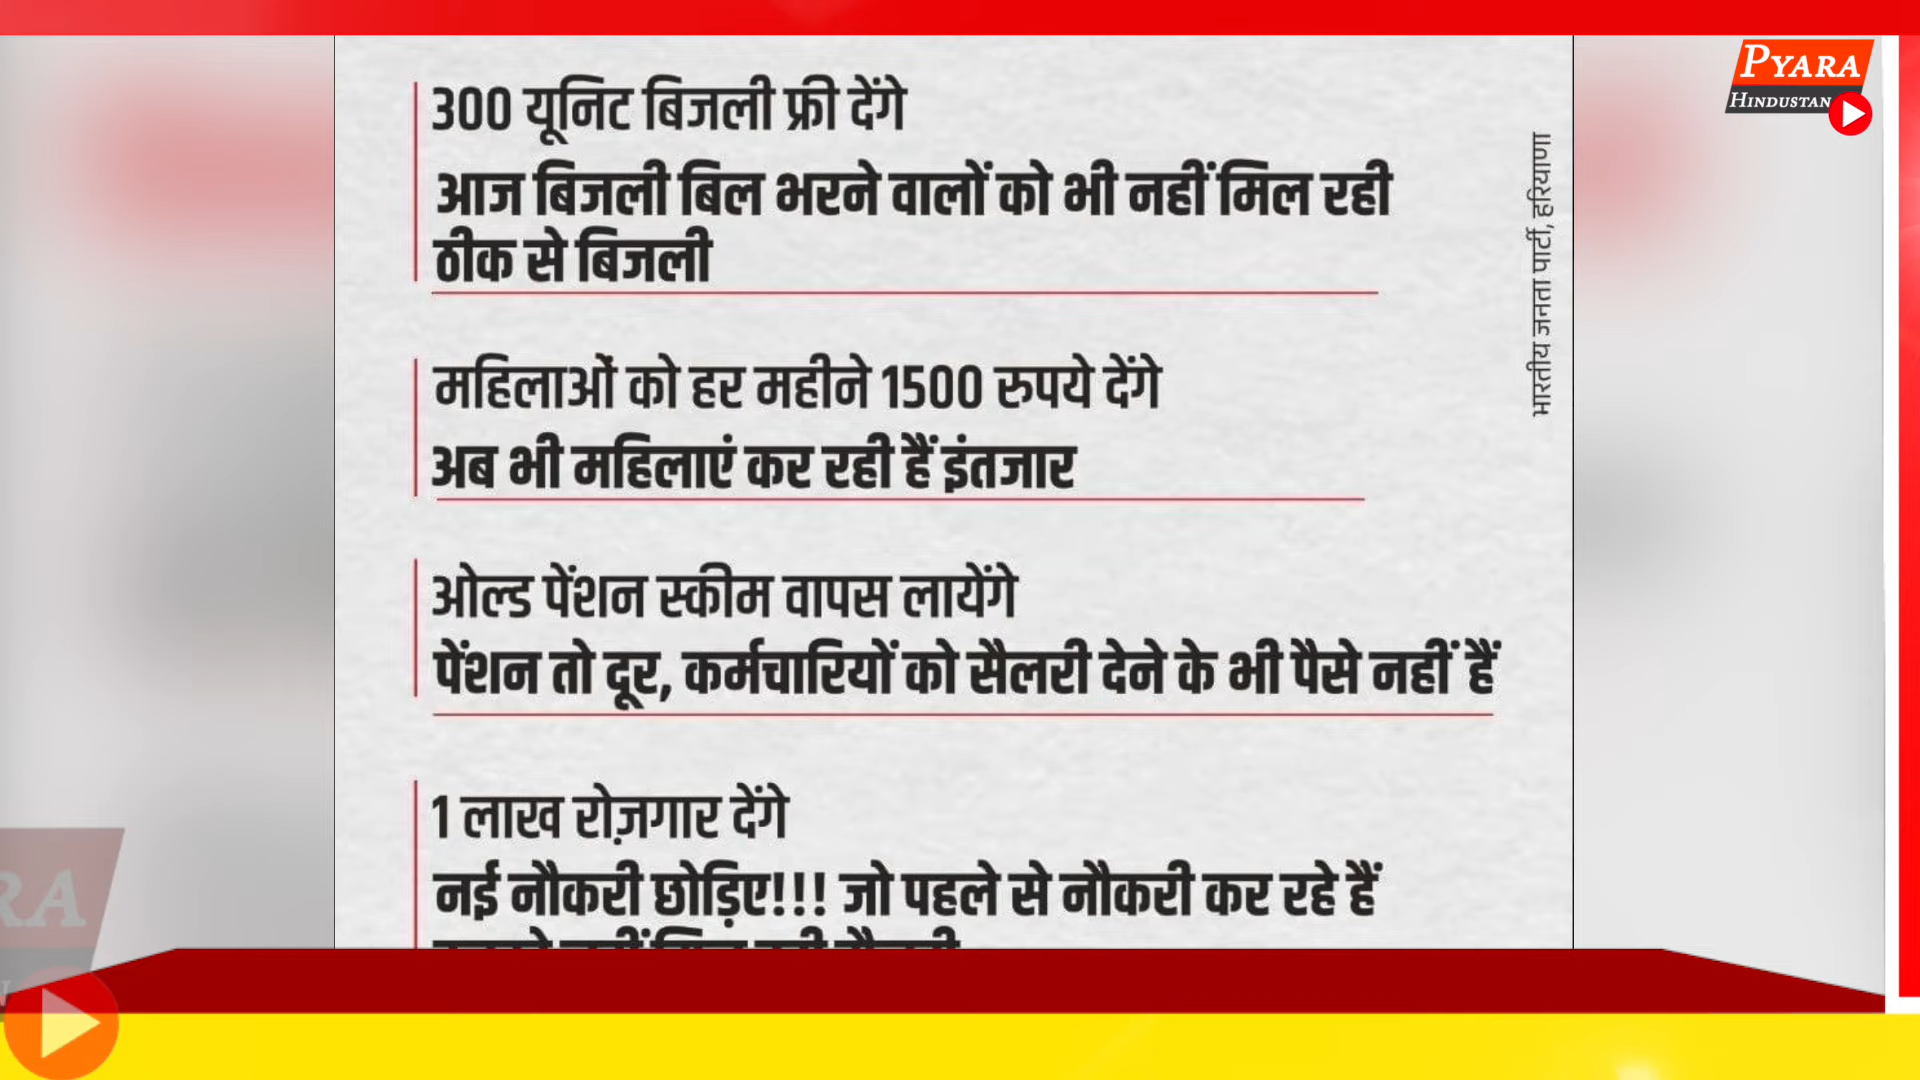 300 यूनिट बिजली फ्री देंगे
आज बिजली बिल भरने वालों को भी नहीं मिल रही
ठीक से बिजली
महिलाओं को हर महीने 1500 रुपये देंगे
अब भी महिलाएं कर रही हैं इंतजार
ओल्ड पेंशन स्कीम वापस लायेंगे
पेंशन तो दूर, कर्मचारियों को सैलरी देने के भी पैसे नहीं हैं
1 लाख रोज़गार देंगे
नई नौकरी छोड़िए!!! जो पहले से नौकरी कर रहे हैं
भारतीय जनता पार्टी, हरियाणा
PYARA
HINDUSTAN
RA
N